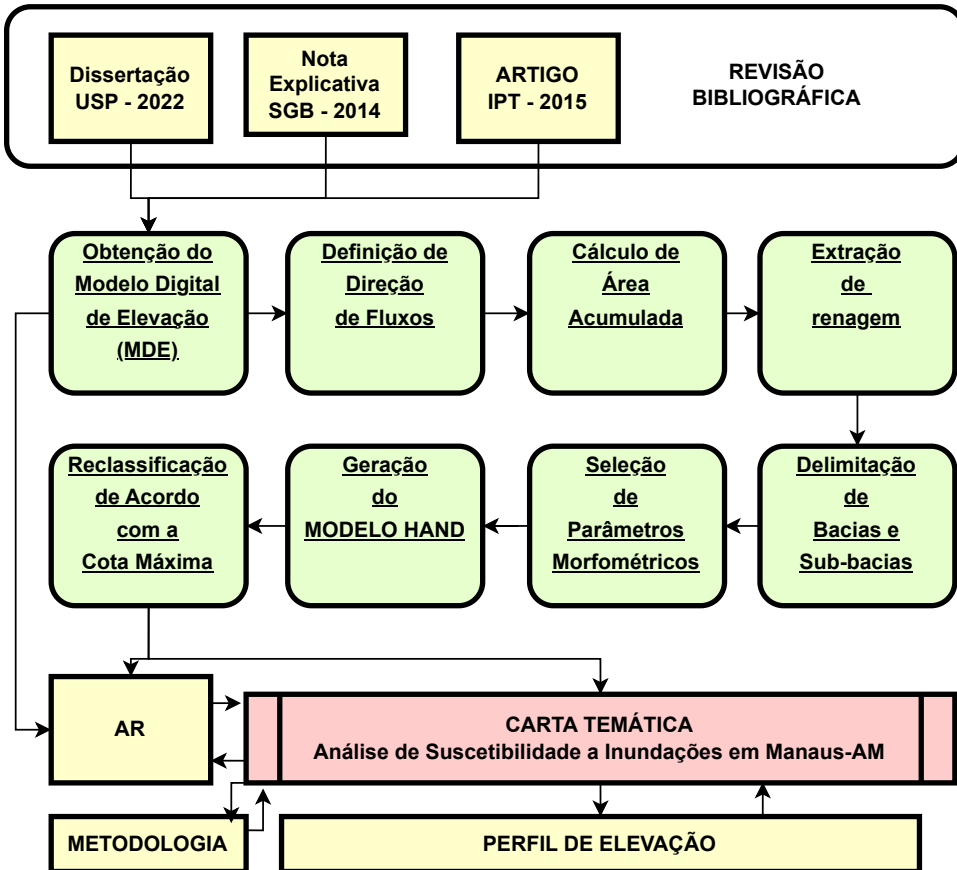 Dissertação
USP - 2022
Nota
Explicativa
SGB - 2014
ARTIGO
IPT - 2015
REVISÃO
BIBLIOGRÁFICA
Obtenção do
Modelo Digital
de Elevação
(MDE)
Definição de
Direção
de Fluxos
Cálculo de
Área
Acumulada
Extração
de
renagem
Reclassificação
de Acordo
com a
Cota Máxima
Geração
do
MODELO HAND
Seleção
de
Parâmetros
Morfométricos
Delimitação
de
Bacias e
Sub-bacias
AR
CARTA TEMÁTICA
Análise de Suscetibilidade a Inundações em Manaus-AM
METODOLOGIA
PERFIL DE ELEVAÇÃO